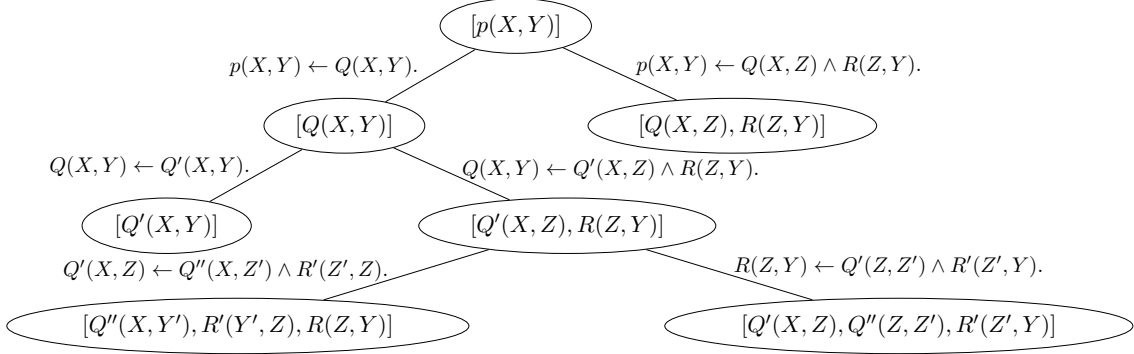 [p(X, Y)]
p(X, Y) ← Q(X, Y).
p(X, Y) ← Q(X, Z) ∧ R(Z, Y).
[Q(X, Y)]
[Q(X, Z), R(Z, Y)]
Q(X, Y) ← Q′(X, Y).
Q(X, Y) ← Q′(X, Z) ∧ R(Z, Y).
[Q′(X, Y)]
[Q′(X, Z), R(Z, Y)]
Q′(X, Z) ← Q′′(X, Z′) ∧ R′(Z′, Z).
R(Z, Y) ← Q′(Z, Z′) ∧ R′(Z′, Y).
[Q′′(X, Y′), R′(Y′, Z), R(Z, Y)]
[Q′(X, Z), Q′′(Z, Z′), R′(Z′, Y)]